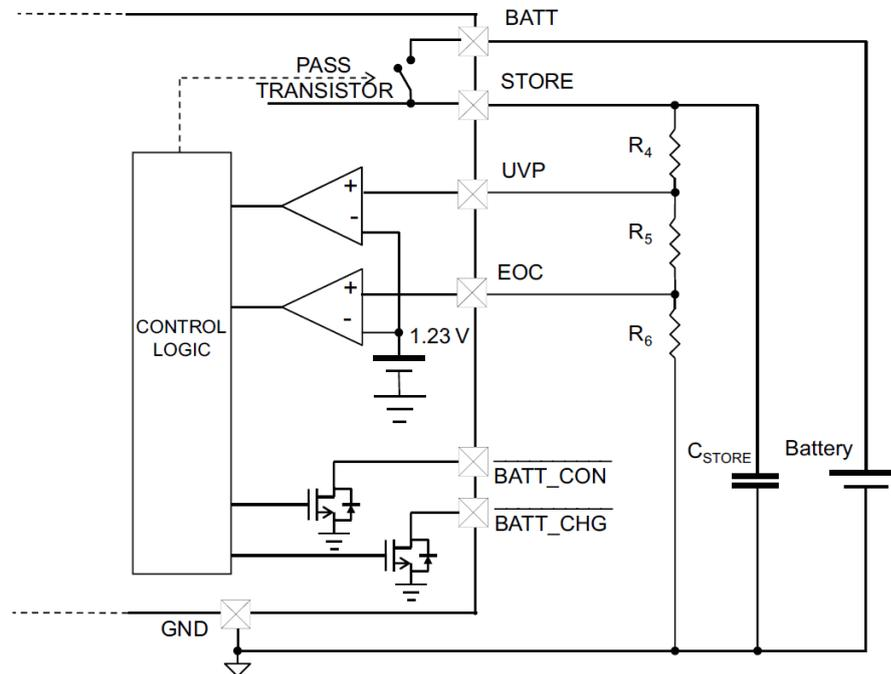 BATT
PASS
TRANSISTOR
STORE
R4
UVP
+
-
R5
EOC
+
-
1.23 V
CONTROL
LOGIC
R6
CSTORE
Battery
BATT_CON
BATT_CHG
GND